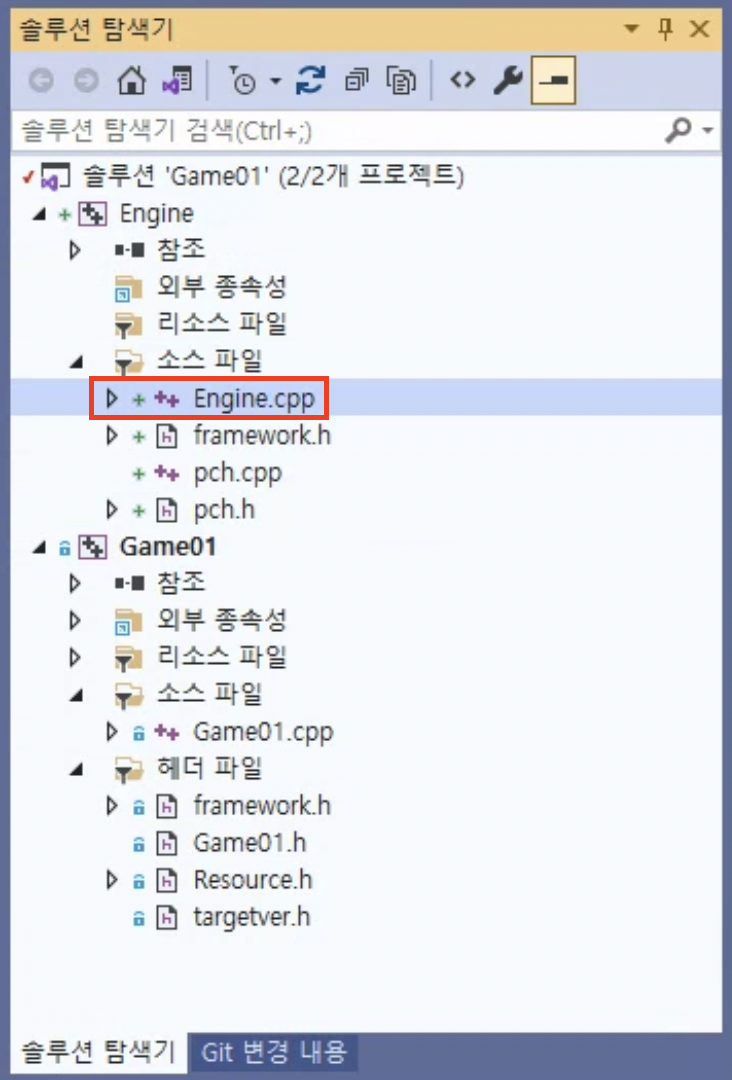 솔루션 탐색기
솔루션 탐색기 검색(Ctrl+;)
솔루션 'Game01' (2/2개 프로젝트)
Engine
참조
외부 종속성
리소스 파일
소스 파일
Engine.cpp
framework.h
pch.cpp
pch.h
Game01
참조
외부 종속성
리소스 파일
소스 파일
Game01.cpp
헤더 파일
framework.h
Game01.h
Resource.h
targetver.h
솔루션 탐색기 Git 변경 내용